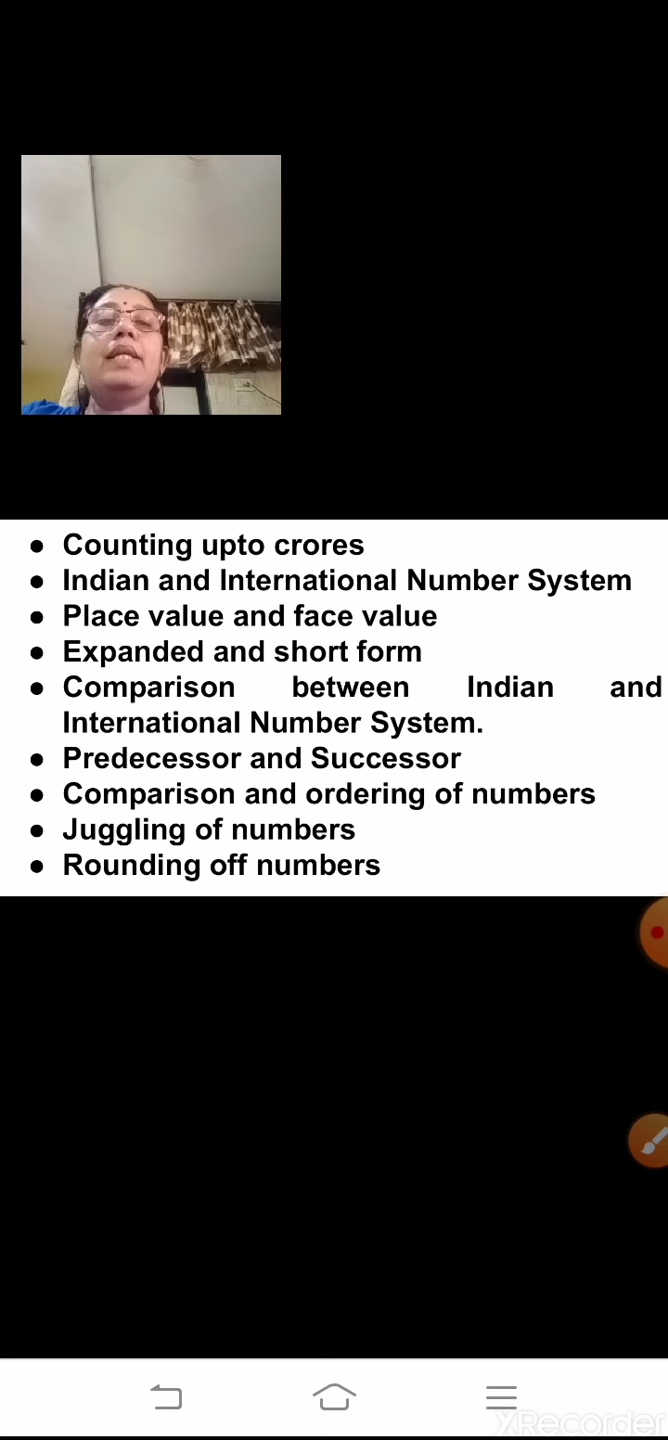 ● Counting upto crores
● Indian and International Number System
● Place value and face value
● Expanded and short form
● Comparison between Indian and
International Number System.
● Predecessor and Successor
● Comparison and ordering of numbers
● Juggling of numbers
● Rounding off numbers
XRecorder